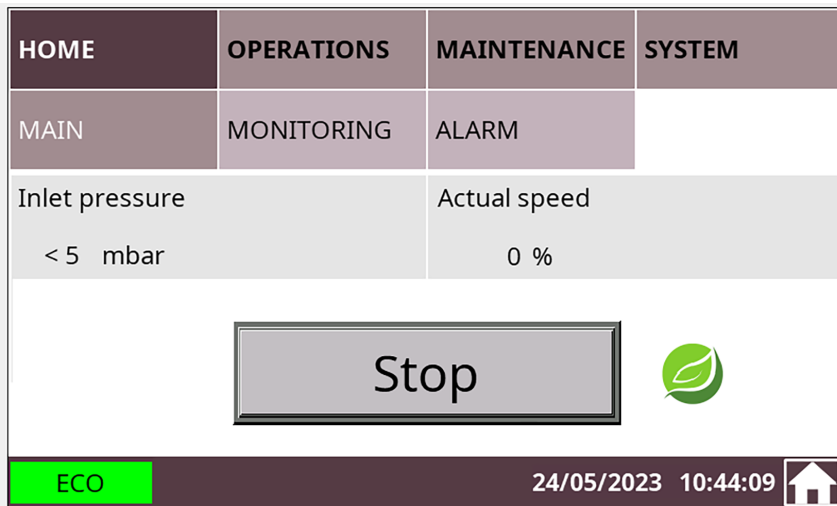 HOME OPERATIONS MAINTENANCE SYSTEM
MAIN MONITORING ALARM
Inlet pressure Actual speed
< 5 mbar 0 %
Stop
ECO 24/05/2023 10:44:09